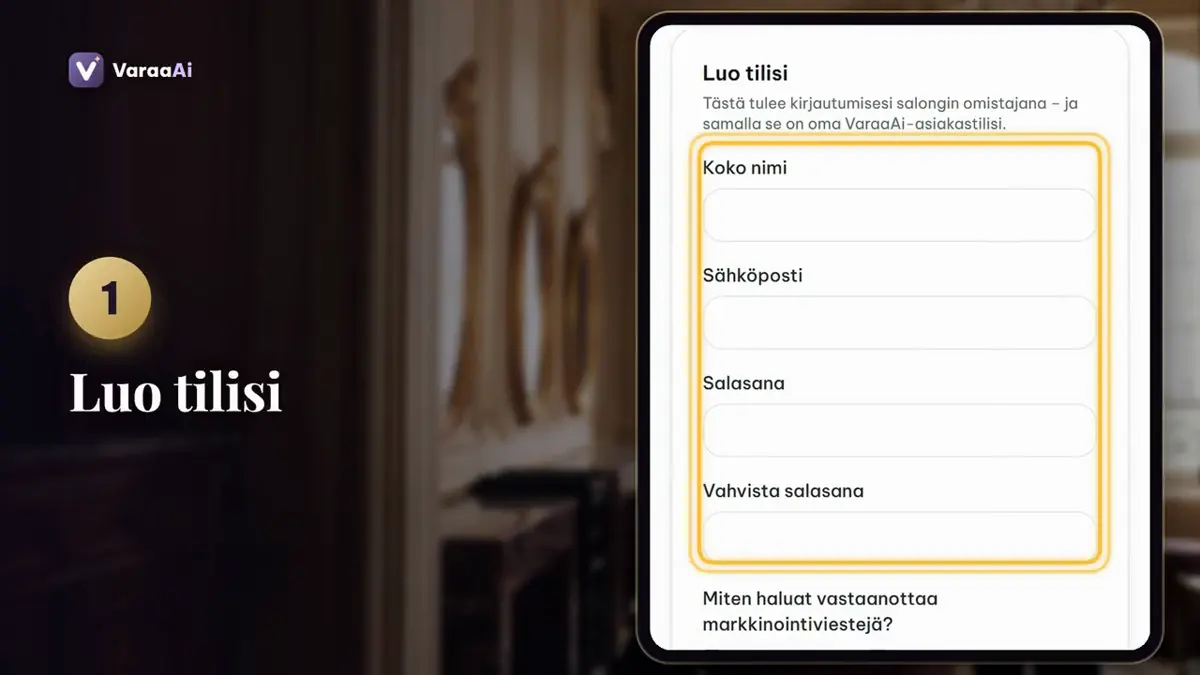 VaraaAi
1
Luo tilisi
Luo tilisi
Tästä tulee kirjautumisesi salongin omistajana – ja
samalla se on oma VaraaAi-asiakastilisi.
Koko nimi
Sähköposti
Salasana
Vahvista salasana
Miten haluat vastaanottaa
markkinointiviestejä?